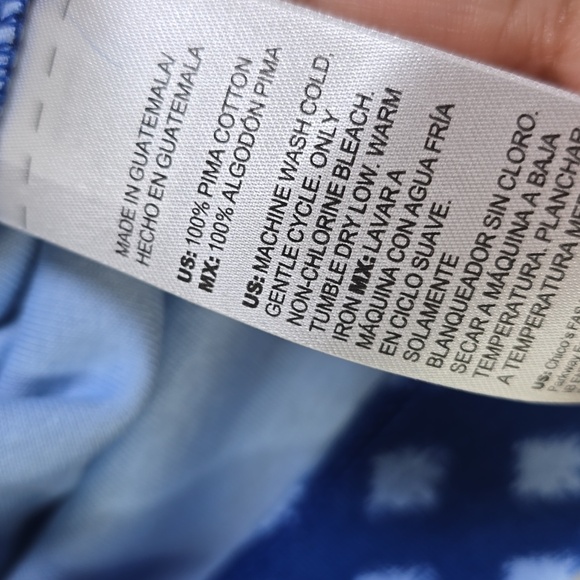 MADE IN GUATEMALA/
HECHO EN GUATEMALA
US: 100% PIMA COTTON
MX: 100% ALGODÓN PIMA
US: MACHINE WASH COLD.
GENTLE CYCLE. ONLY
NON-CHLORINE BLEACH.
TUMBLE DRY LOW. WARM
IRON MX: LAVAR A
MÁQUINA CON AGUA FRÍA
EN CICLO SUAVE.
SOLAMENTE
BLANQUEADOR SIN CLORO.
SECAR A MÁQUINA A BAJA
TEMPERATURA. PLANCHAR
A TEMPERATURA
US: Chico's